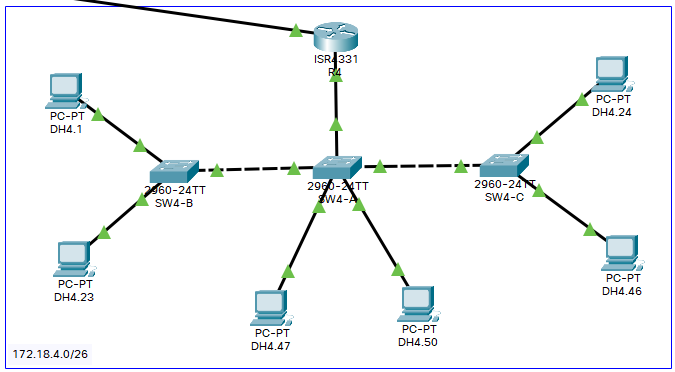 ISR4331
R4
PC-PT
DH4.1
PC-PT
DH4.24
2960-24TT
SW4-B
2960-24TT
SW4-A
2960-24TT
SW4-C
PC-PT
DH4.23
PC-PT
DH4.47
PC-PT
DH4.50
PC-PT
DH4.46
172.18.4.0/26